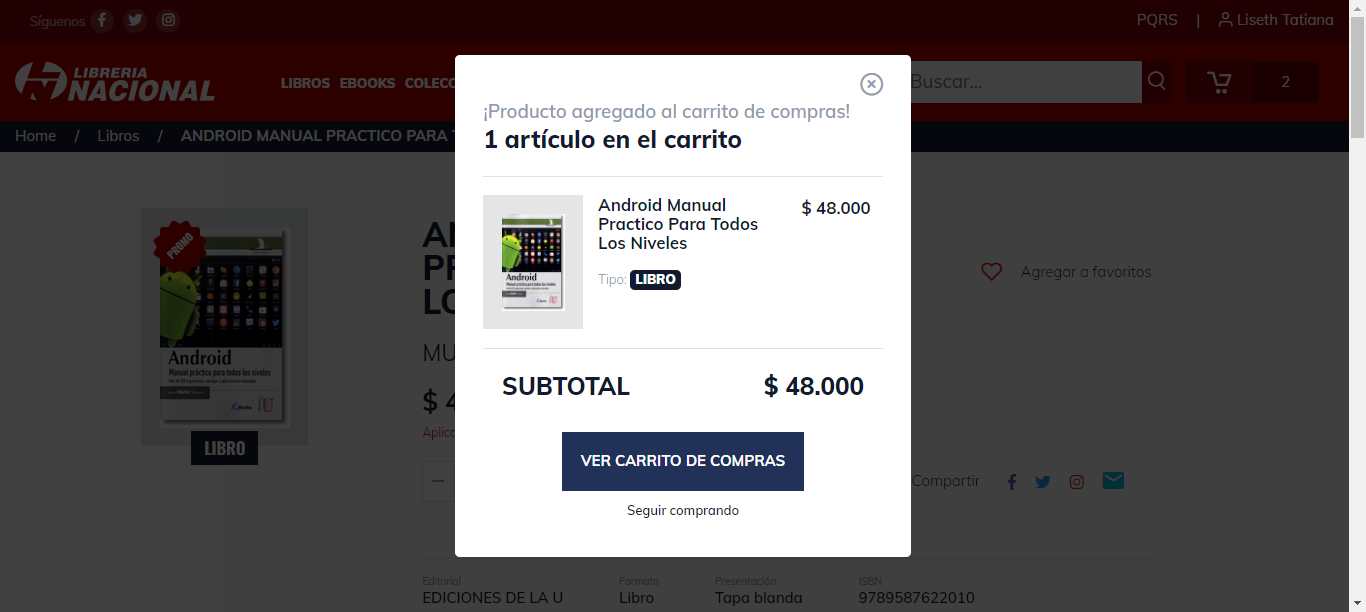 Síguenos
PQRS | Liseth Tatiana
LIBRERIA
NACIONAL
LIBROS EBOOKS COLECC
Buscar...
2
Home / Libros / ANDROID MANUAL PRACTICO PARA T
¡Producto agregado al carrito de compras!
1 artículo en el carrito
Android Manual
Practico Para Todos
Los Niveles
$ 48.000
Tipo: LIBRO
Android
SUBTOTAL $ 48.000
VER CARRITO DE COMPRAS
Seguir comprando
PROMO
Android
Manual práctico para todos los niveles
LIBRO
PR
LO
MU
$ 4
Aplic
Agregar a favoritos
Compartir
Editorial
EDICIONES DE LA U
Formato
Libro
Presentación
Tapa blanda
ISBN
9789587622010